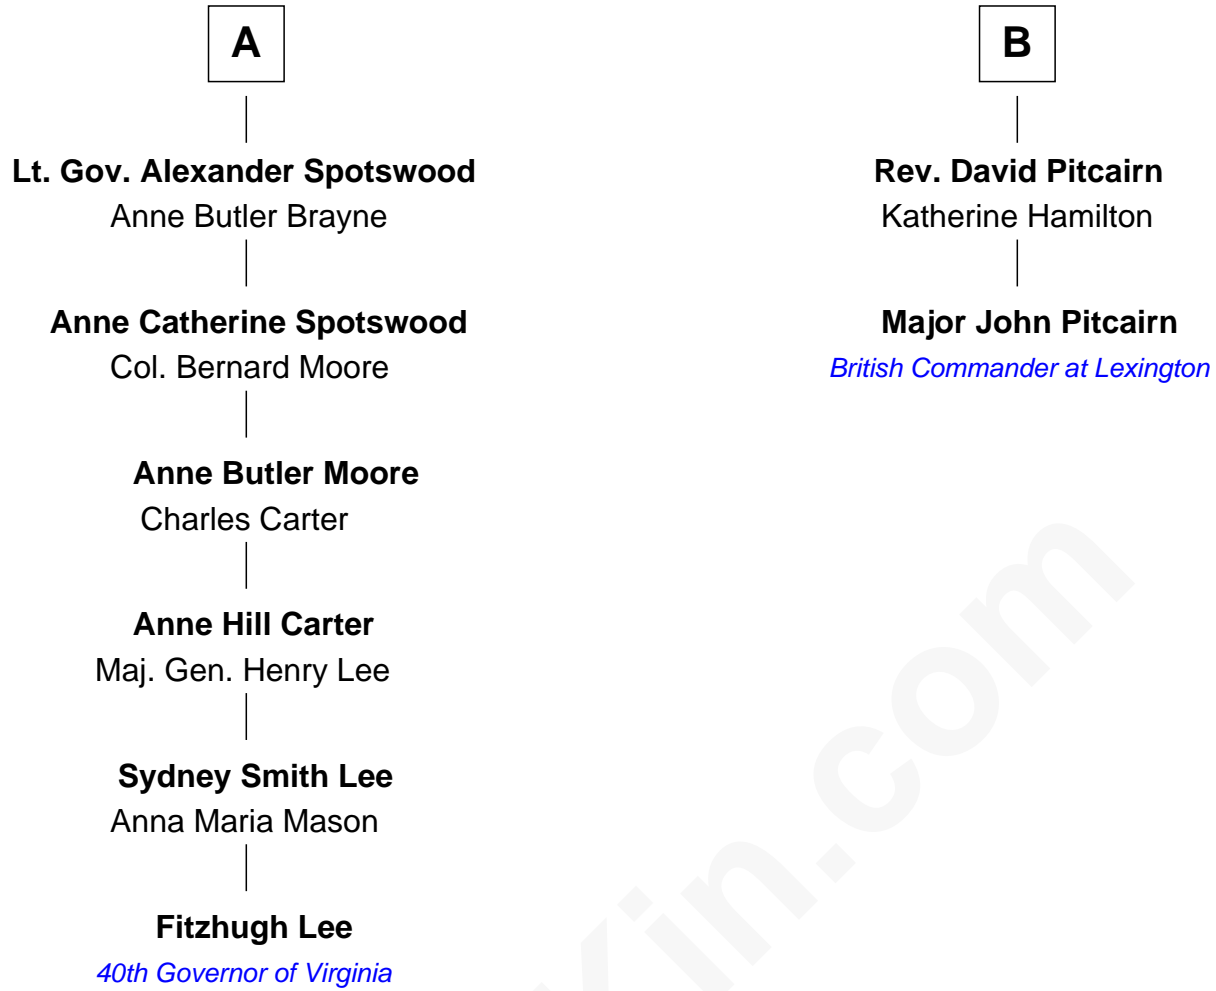 A
Lt. Gov. Alexander Spotswood
Anne Butler Brayne
Anne Catherine Spotswood
Col. Bernard Moore
Anne Butler Moore
Charles Carter
Anne Hill Carter
Maj. Gen. Henry Lee
Sydney Smith Lee
Anna Maria Mason
Fitzhugh Lee
40th Governor of Virginia
B
Rev. David Pitcairn
Katherine Hamilton
Major John Pitcairn
British Commander at Lexington